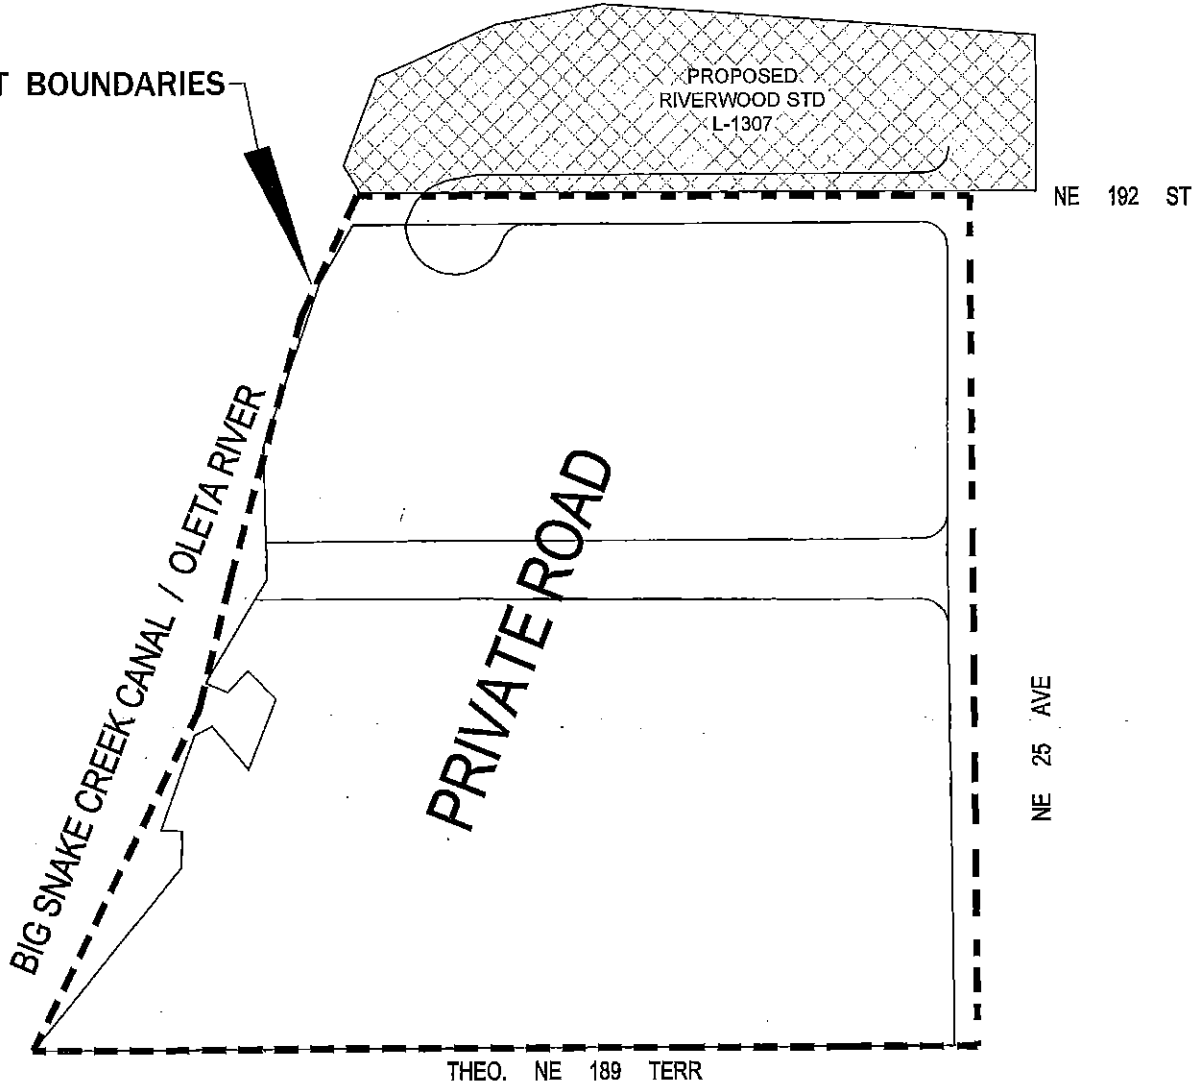 T BOUNDARIES
PROPOSED
RIVERWOOD STD
L-1307
NE 192 ST
BIG SNAKE CREEK CANAL / OLETA RIVER
PRIVATE ROAD
NE 25 AVE
THEO. NE 189 TERR